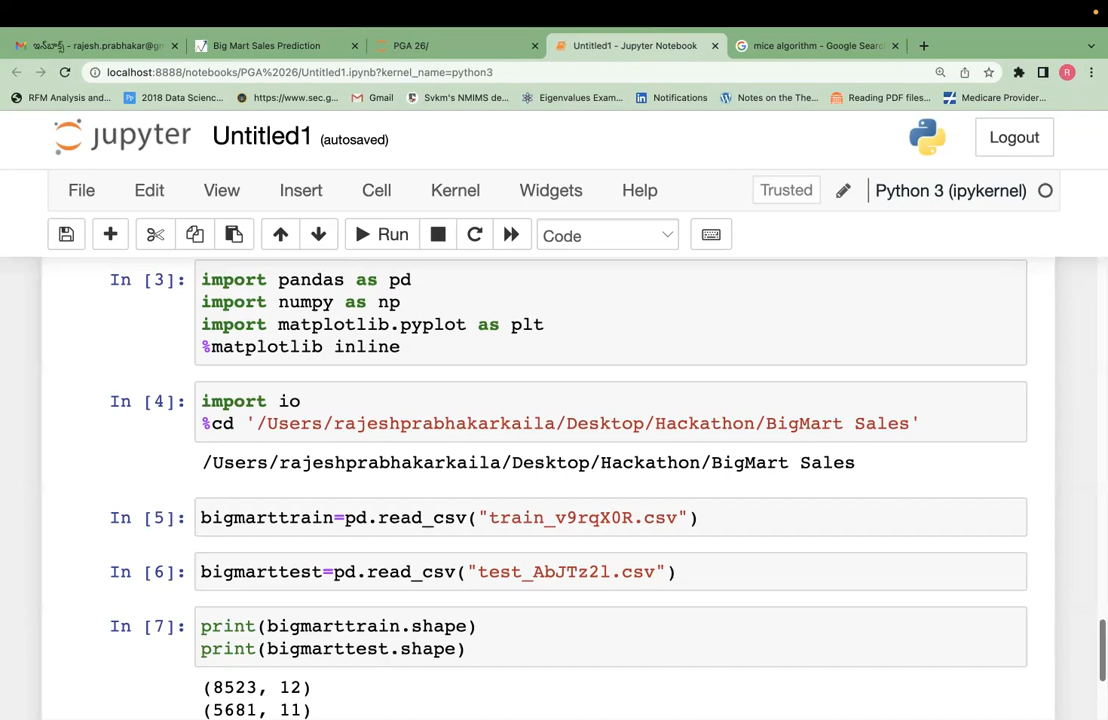 ఇన్‌బాక్స్ - rajesh.prabhakar@gm
Big Mart Sales Prediction
PGA 26/
Untitled1 - Jupyter Notebook
mice algorithm - Google Searc
localhost:8888/notebooks/PGA%2026/Untitled1.ipynb?kernel_name=python3
R
RFM Analysis and...
2018 Data Scienc...
https://www.sec.g...
Gmail
Svkm's NMIMS de...
Eigenvalues Exam...
Notifications
Notes on the The...
Reading PDF files...
Medicare Provider...
jupyter Untitled1 (autosaved)
Logout
File Edit View Insert Cell Kernel Widgets Help
Trusted
Python 3 (ipykernel)
Run
Code
In [3]: import pandas as pd
import numpy as np
import matplotlib.pyplot as plt
%matplotlib inline
In [4]: import io
%cd '/Users/rajeshprabhakarkaila/Desktop/Hackathon/BigMart Sales'
/Users/rajeshprabhakarkaila/Desktop/Hackathon/BigMart Sales
In [5]: bigmarttrain=pd.read_csv("train_v9rqX0R.csv")
In [6]: bigmarttest=pd.read_csv("test_AbJTz2l.csv")
In [7]: print(bigmarttrain.shape)
print(bigmarttest.shape)
(8523, 12)
(5681, 11)